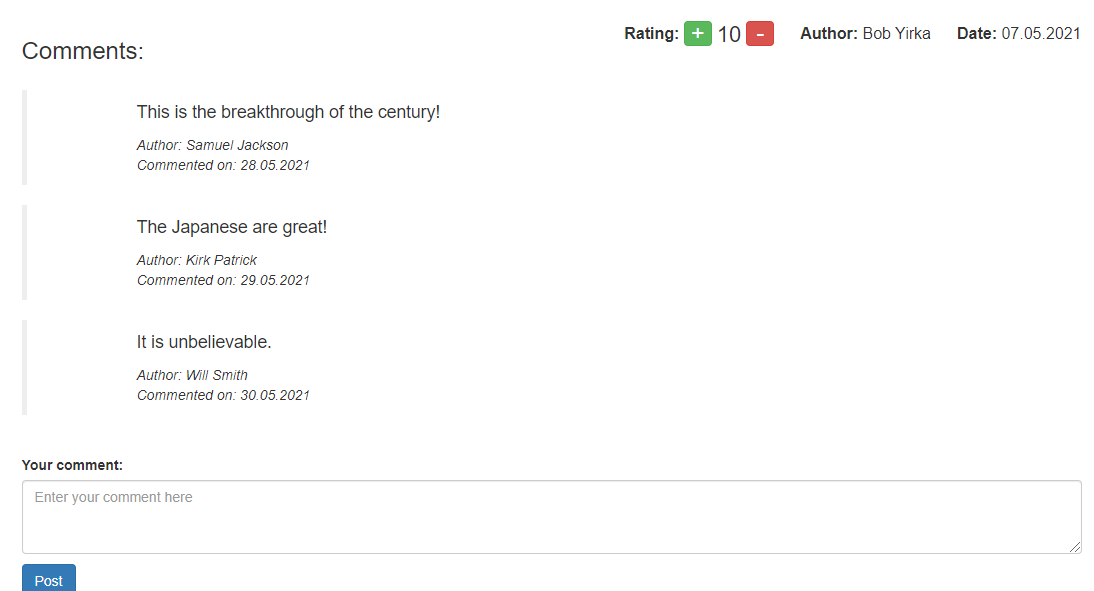 Rating: + 10 - Author: Bob Yirka Date: 07.05.2021
Comments:
This is the breakthrough of the century!
Author: Samuel Jackson
Commented on: 28.05.2021
The Japanese are great!
Author: Kirk Patrick
Commented on: 29.05.2021
It is unbelievable.
Author: Will Smith
Commented on: 30.05.2021
Your comment:
Enter your comment here
Post